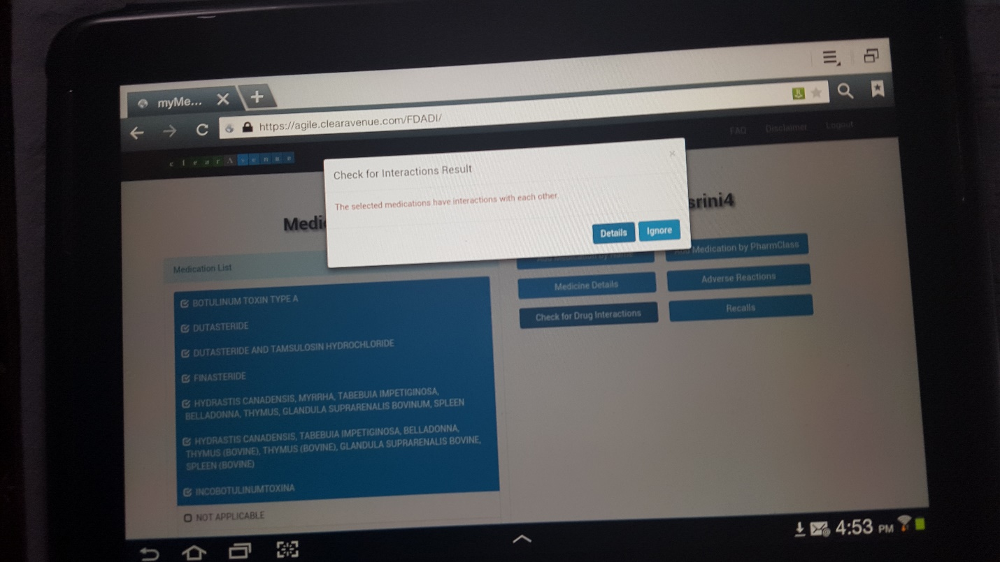 myMe...
https://agile.clearavenue.com/FDADI/
FAQ Disclaimer Logout
clearAvenue
Check for Interactions Result
×
The selected medications have interactions with each other.
Details Ignore
Medic
srini4
Medication List
BOTULINUM TOXIN TYPE A
DUTASTERIDE
DUTASTERIDE AND TAMSULOSIN HYDROCHLORIDE
FINASTERIDE
HYDRASTIS CANADENSIS, MYRRHA, TABEBUIA IMPETIGINOSA,
BELLADONNA, THYMUS, GLANDULA SUPRARENALIS BOVINUM, SPLEEN
HYDRASTIS CANADENSIS, TABEBUIA IMPETIGINOSA, BELLADONNA,
THYMUS (BOVINE), THYMUS (BOVINE), GLANDULA SUPRARENALIS BOVINE,
SPLEEN (BOVINE)
INCOBOTULINUMTOXINA
NOT APPLICABLE
Add Medication by Name
Add Medication by PharmClass
Medicine Details
Adverse Reactions
Check for Drug Interactions
Recalls
4:53 PM